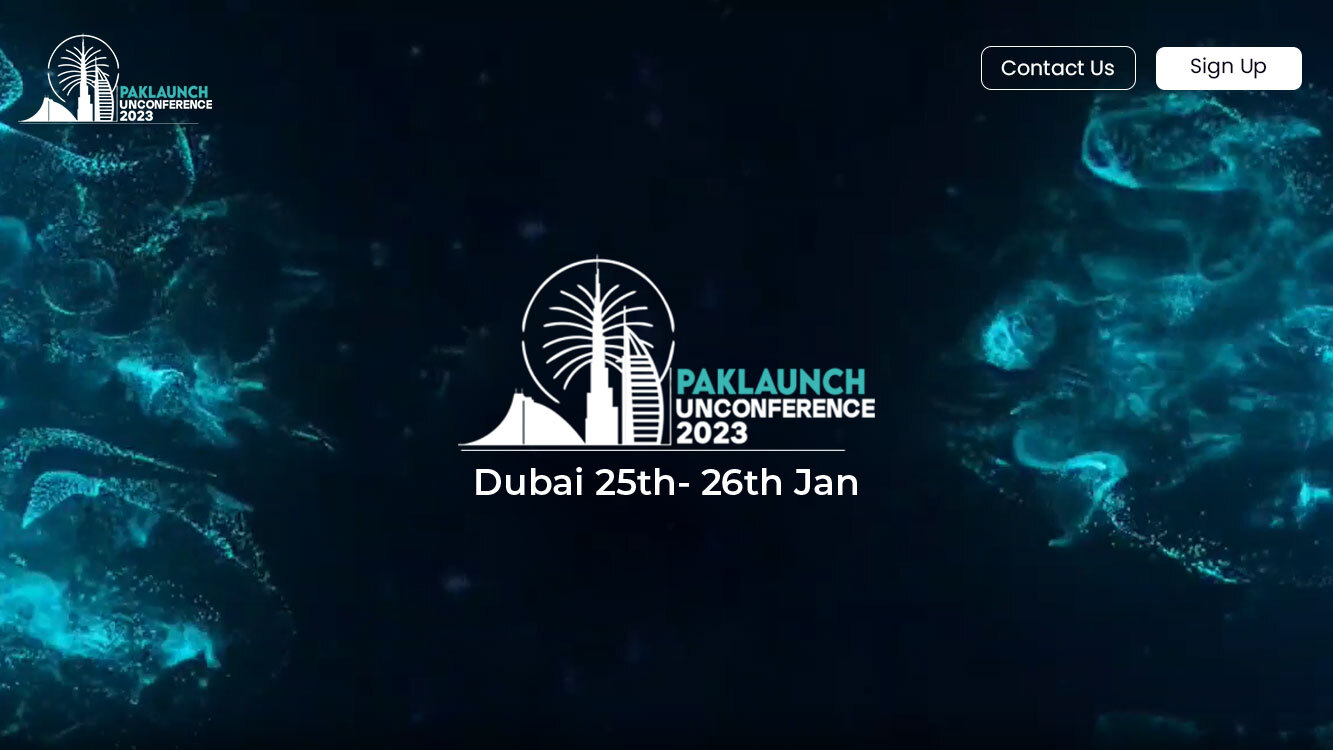 PAKLAUNCH
UNCONFERENCE
2023
Contact Us
Sign Up
PAKLAUNCH
UNCONFERENCE
2023
Dubai 25th- 26th Jan